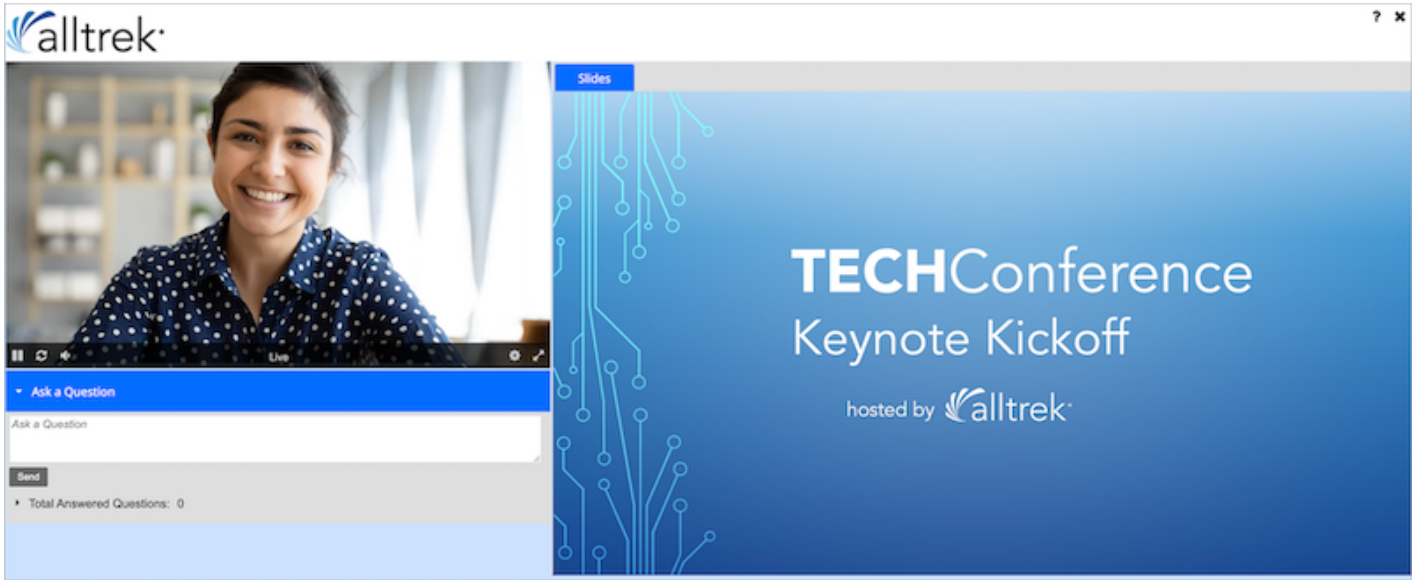 alltrek
? ✖
Slides
Live
Ask a Question
Ask a Question
Send
Total Answered Questions: 0
TECHConference
Keynote Kickoff
hosted by alltrek